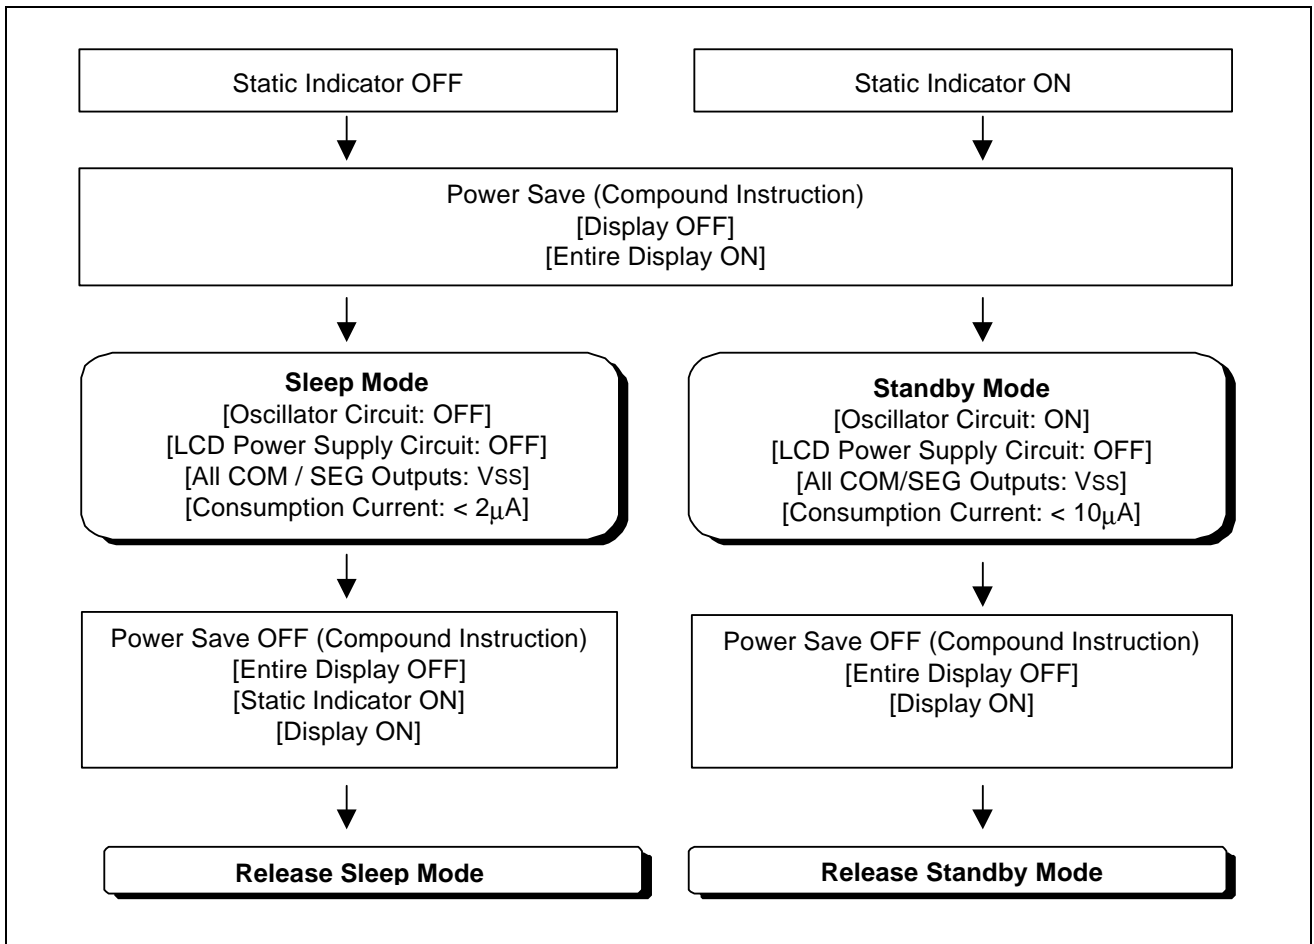 Static Indicator OFF
Static Indicator ON
Power Save (Compound Instruction)
[Display OFF]
[Entire Display ON]
Sleep Mode
[Oscillator Circuit: OFF]
[LCD Power Supply Circuit: OFF]
[All COM / SEG Outputs: VSS]
[Consumption Current: < 2μA]
Standby Mode
[Oscillator Circuit: ON]
[LCD Power Supply Circuit: OFF]
[All COM/SEG Outputs: VSS]
[Consumption Current: < 10μA]
Power Save OFF (Compound Instruction)
[Entire Display OFF]
[Static Indicator ON]
[Display ON]
Power Save OFF (Compound Instruction)
[Entire Display OFF]
[Display ON]
Release Sleep Mode
Release Standby Mode